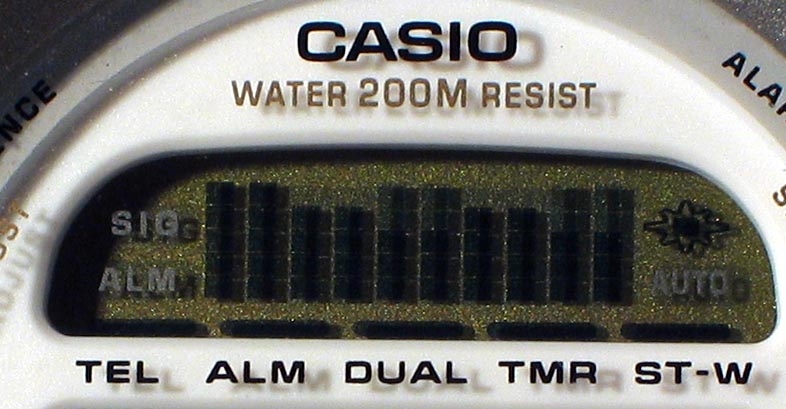 CASIO
WATER 200M RESIST
SIG
ALM
AUTO
TEL ALM DUAL TMR ST-W